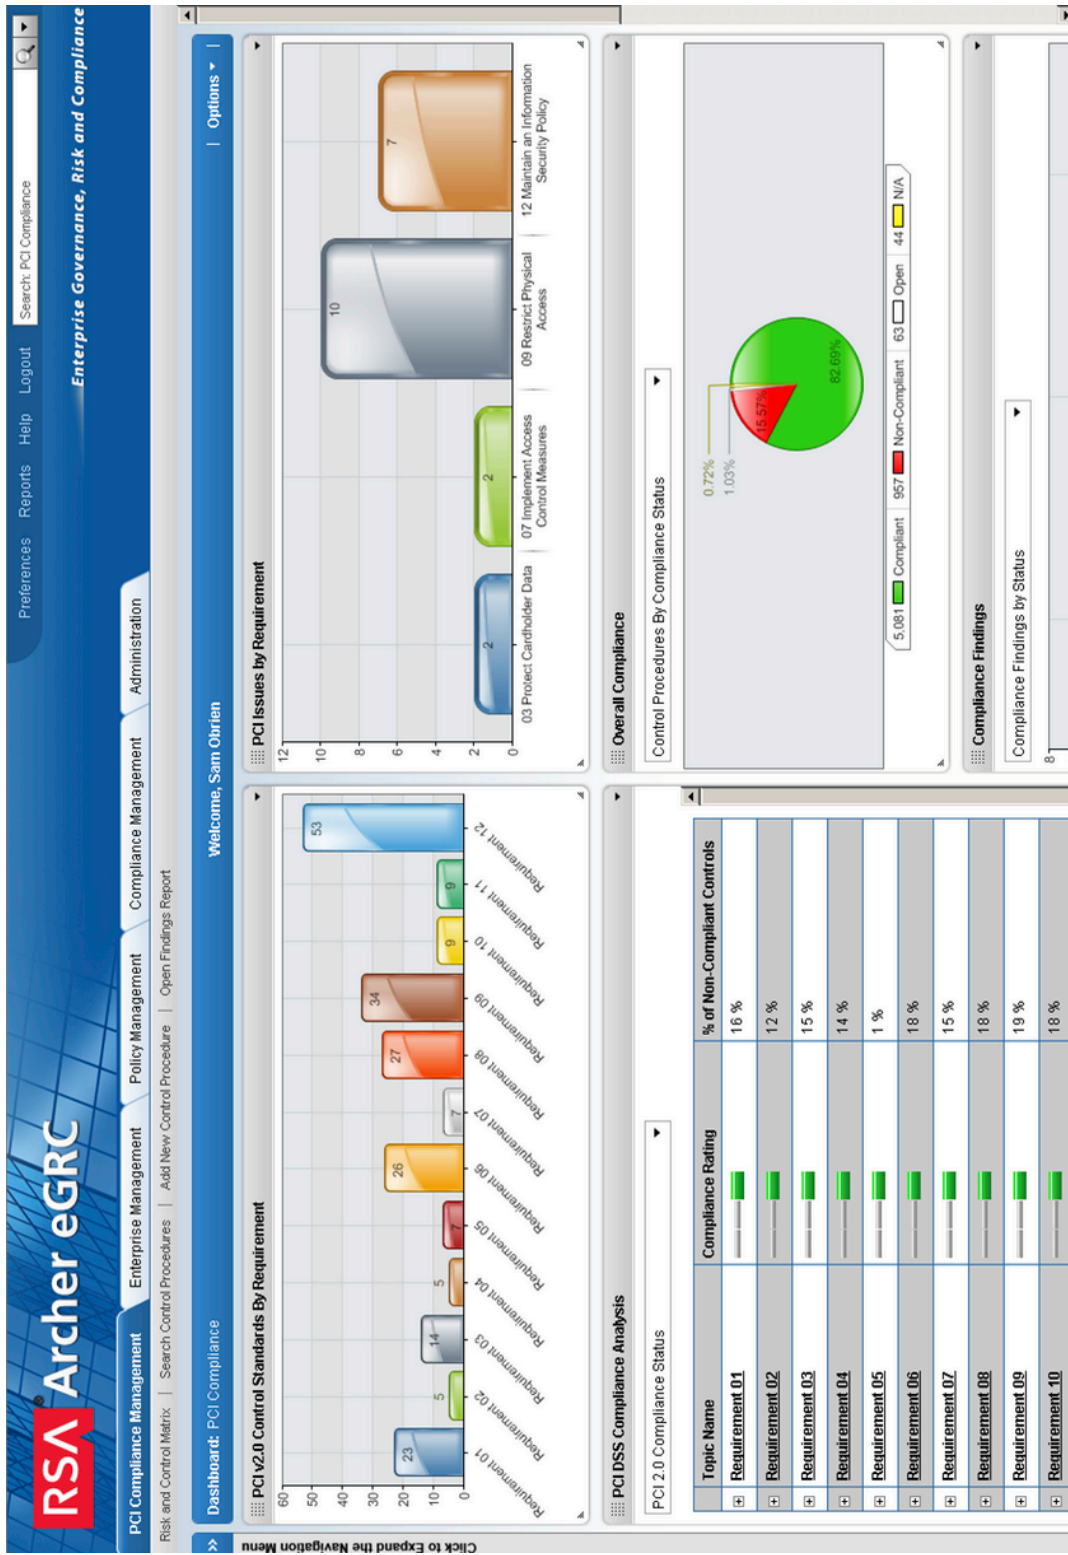 RSA Archer eGRC
Preferences Reports Help Logout Search: PCI Compliance
Enterprise Governance, Risk and Compliance
PCI Compliance Management Enterprise Management Policy Management Compliance Management Administration
Risk and Control Matrix | Search Control Procedures | Add New Control Procedure | Open Findings Report
>> Dashboard: PCI Compliance Welcome, Sam Obrien | Options |
Click to Expand the Navigation Menu
PCI v2.0 Control Standards By Requirement
60
50
40
30
20
10
0
23 5 14 5 7 26 7 27 34 9 9 53
Requirement 01
Requirement 02
Requirement 03
Requirement 04
Requirement 05
Requirement 06
Requirement 07
Requirement 08
Requirement 09
Requirement 10
Requirement 11
Requirement 12
PCI Issues by Requirement
12
10
8
6
4
2
0
2 2 10 7
03 Protect Cardholder Data
07 Implement Access
Control Measures
09 Restrict Physical
Access
12 Maintain an Information
Security Policy
PCI DSS Compliance Analysis
PCI 2.0 Compliance Status
Topic Name Compliance Rating % of Non-Compliant Controls
Requirement 01 16 %
Requirement 02 12 %
Requirement 03 15 %
Requirement 04 14 %
Requirement 05 1 %
Requirement 06 18 %
Requirement 07 15 %
Requirement 08 18 %
Requirement 09 19 %
Requirement 10 18 %
Overall Compliance
Control Procedures By Compliance Status
0.72%
1.03%
15.57%
82.69%
5,081 Compliant 957 Non-Compliant 63 Open 44 N/A
Compliance Findings
Compliance Findings by Status
8